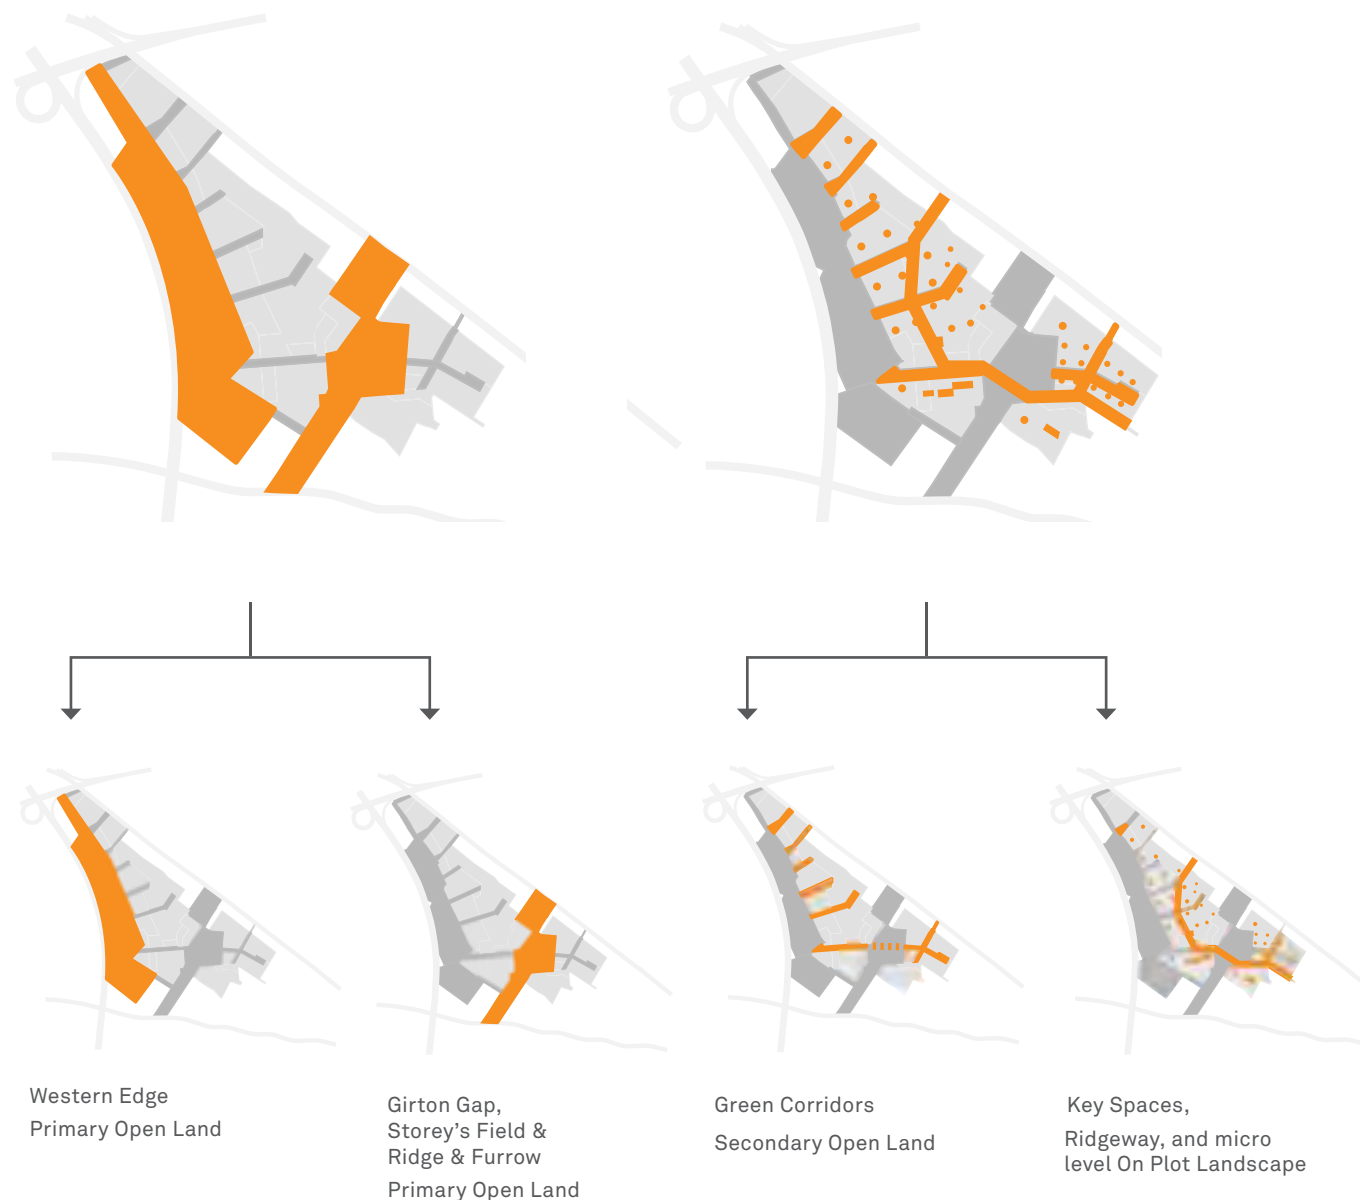 Western Edge
Primary Open Land
Girton Gap,
Storey's Field &
Ridge & Furrow
Primary Open Land
Green Corridors
Secondary Open Land
Key Spaces,
Ridgeway, and micro
level On Plot Landscape